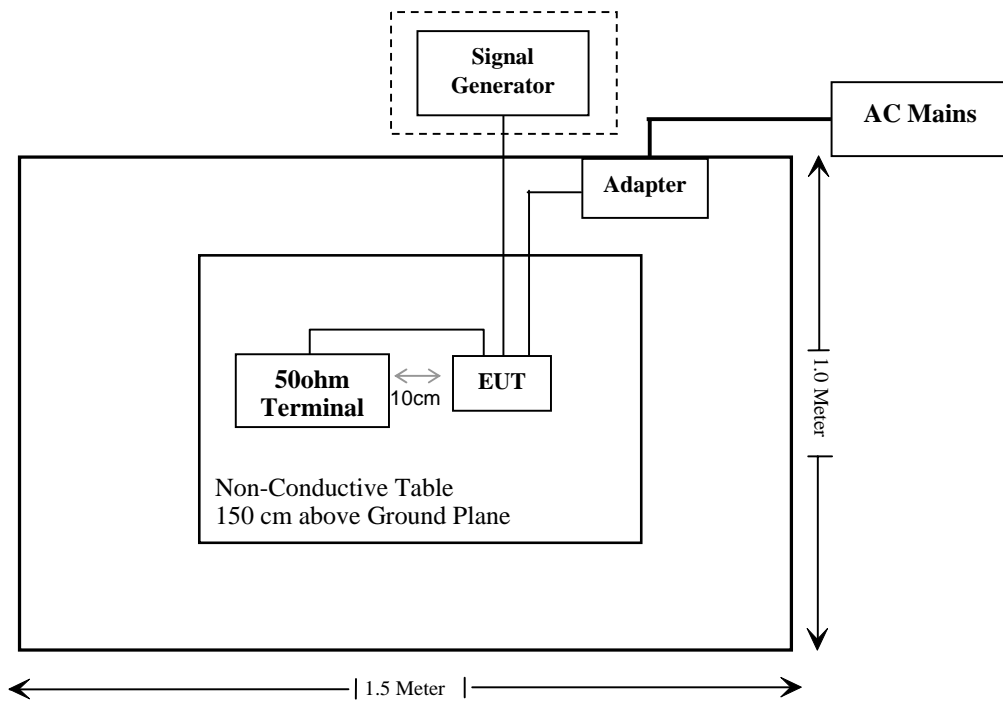 Signal
Generator
AC Mains
Adapter
50ohm
Terminal
10cm
EUT
Non-Conductive Table
150 cm above Ground Plane
| 1.0 Meter |
| 1.5 Meter |